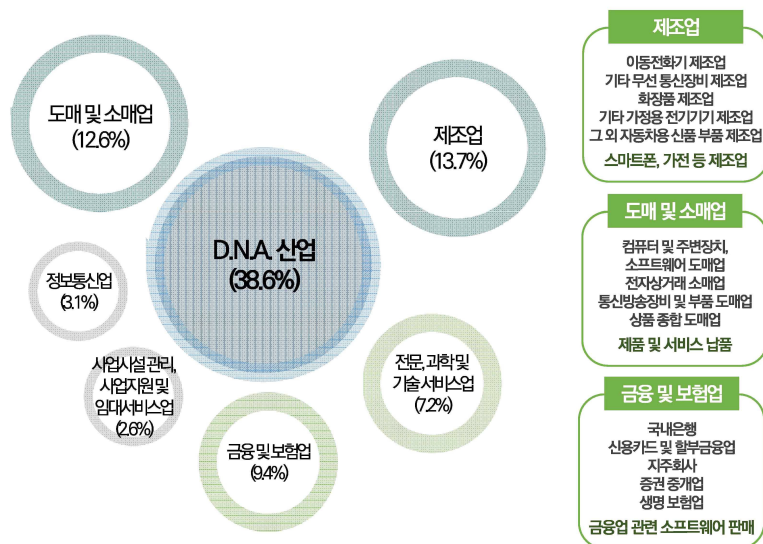 도매 및 소매업
(12.6%)
제조업
(13.7%)
D.N.A. 산업
(38.6%)
정보통신업
(3.1%)
사업시설 관리,
사업지원 및
임대서비스업
(2.6%)
전문, 과학 및
기술 서비스업
(7.2%)
금융 및 보험업
(9.4%)
제조업
이동전화기 제조업
기타 무선 통신장비 제조업
화장품 제조업
기타 가정용 전기기기 제조업
그 외 자동차용 신품 부품 제조업
스마트폰, 가전 등 제조업
도매 및 소매업
컴퓨터 및 주변장치,
소프트웨어 도매업
전자상거래 소매업
통신방송장비 및 부품 도매업
상품 종합 도매업
제품 및 서비스 납품
금융 및 보험업
국내은행
신용카드 및 할부금융업
지주회사
증권 중개업
생명 보험업
금융업 관련 소프트웨어 판매